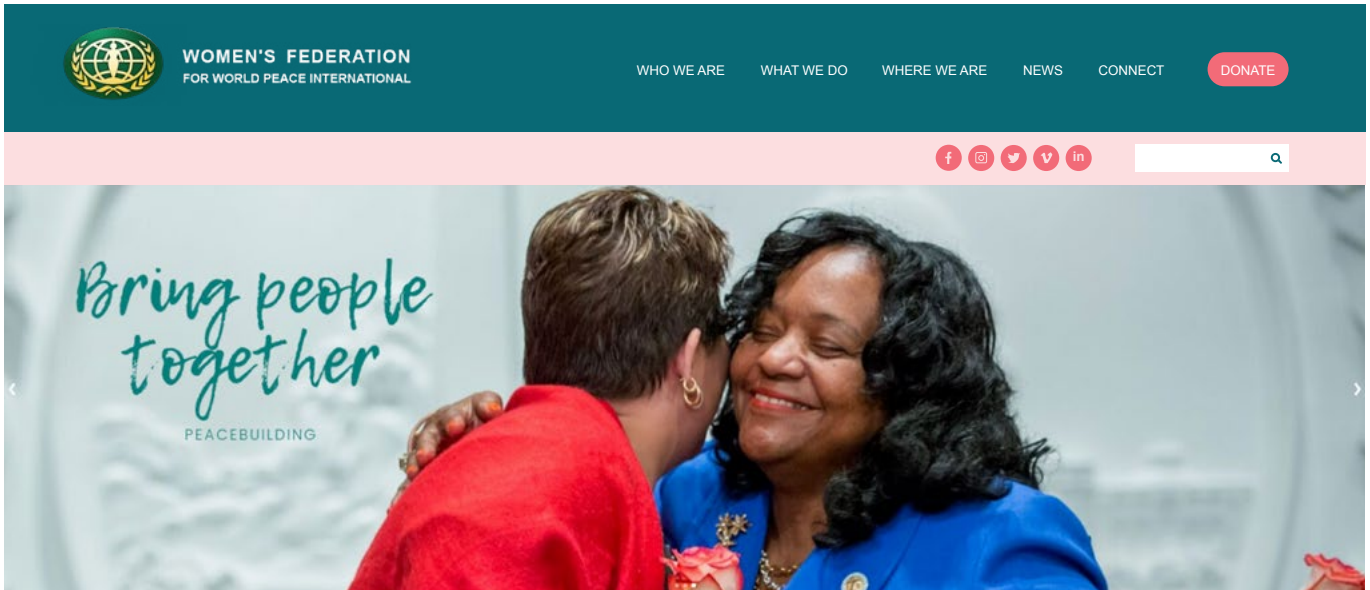 WOMEN'S FEDERATION
FOR WORLD PEACE INTERNATIONAL
WHO WE ARE
WHAT WE DO
WHERE WE ARE
NEWS
CONNECT
DONATE
Bring people
together
PEACEBUILDING